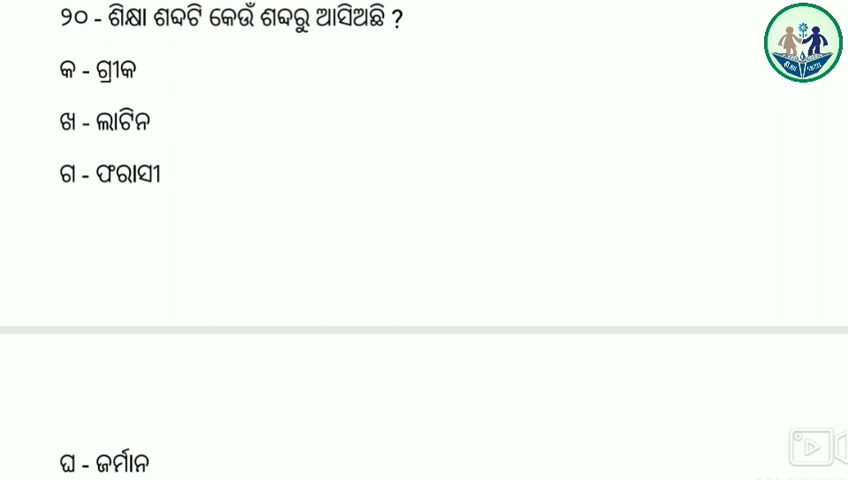 ୨୦ - ଶିକ୍ଷା ଶବ୍ଦଟି କେଉଁ ଶବ୍ଦରୁ ଆସିଅଛି ?
କ - ଗ୍ରୀକ
ଖ - ଲାଟିନ
ଗ - ଫରାସୀ
ଘ - ଜର୍ମାନ